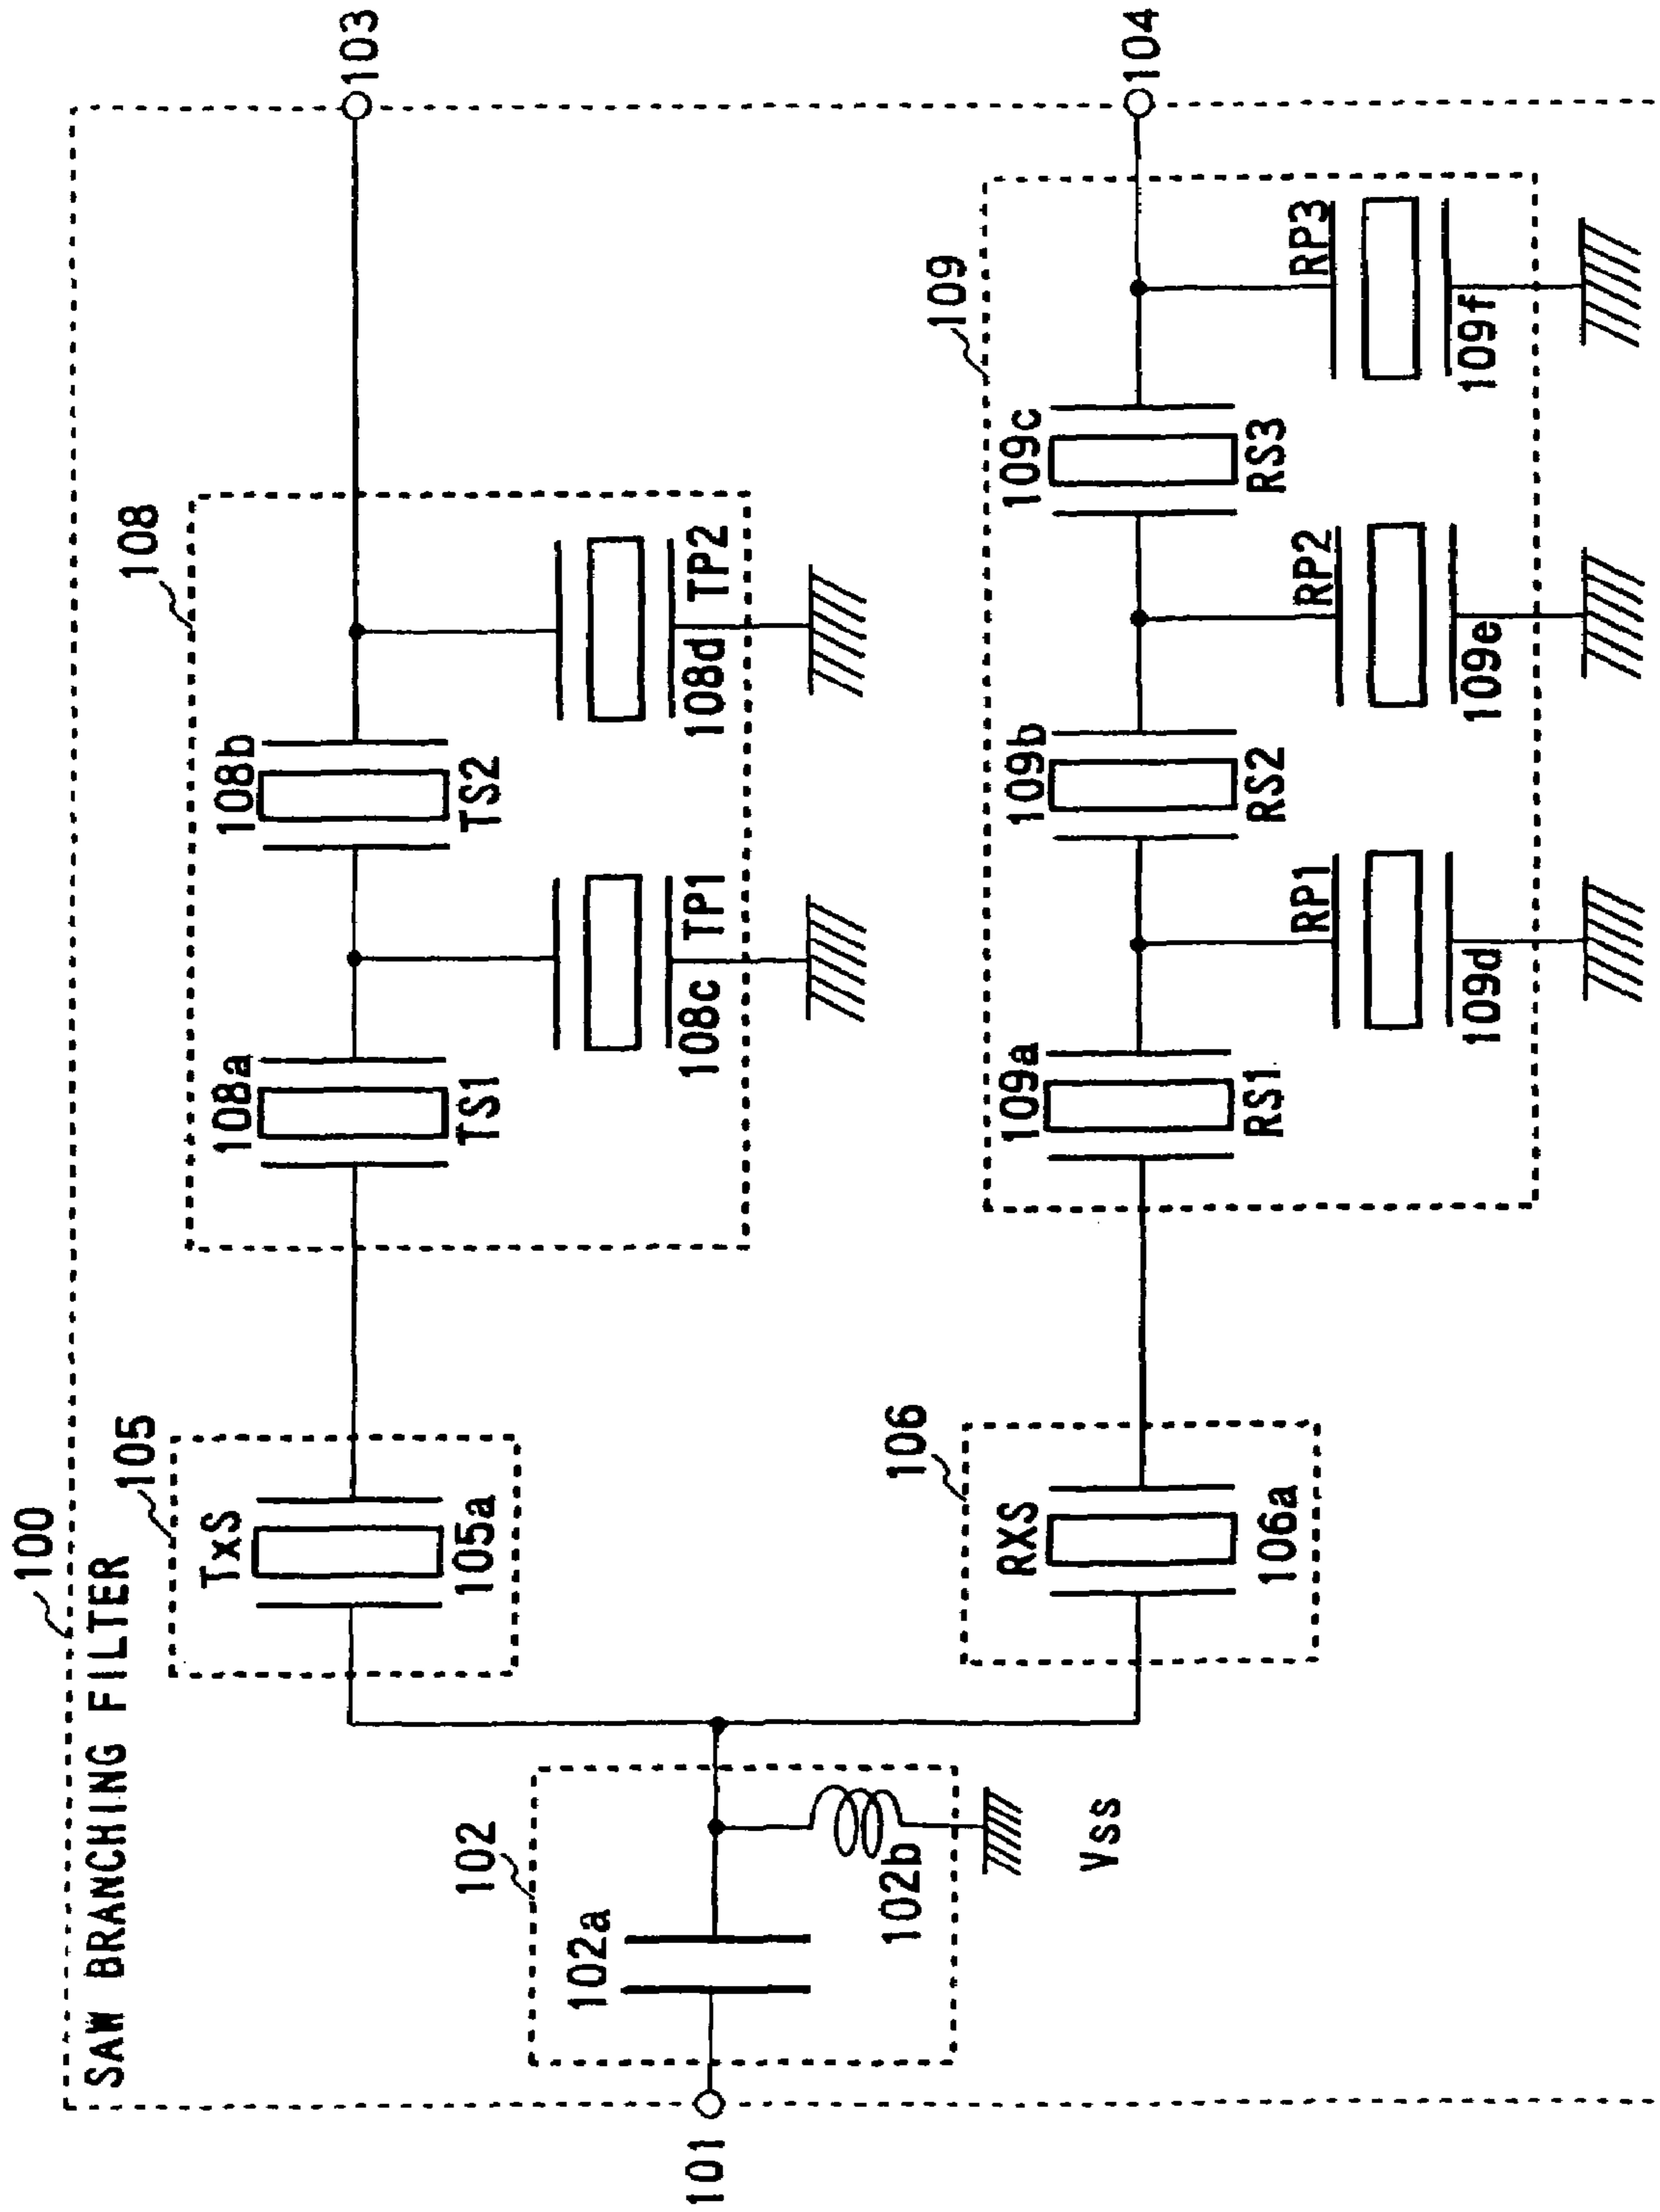 100
SAW BRANCHING FILTER
101
102
102a
102b
Vss
105
TxS
105a
106
RXS
106a
108
108a
TS1
108b
TS2
108c TP1
108d TP2
103
109
109a
RS1
109b
RS2
109c
RS3
RP1
109d
RP2
109e
RP3
109f
104